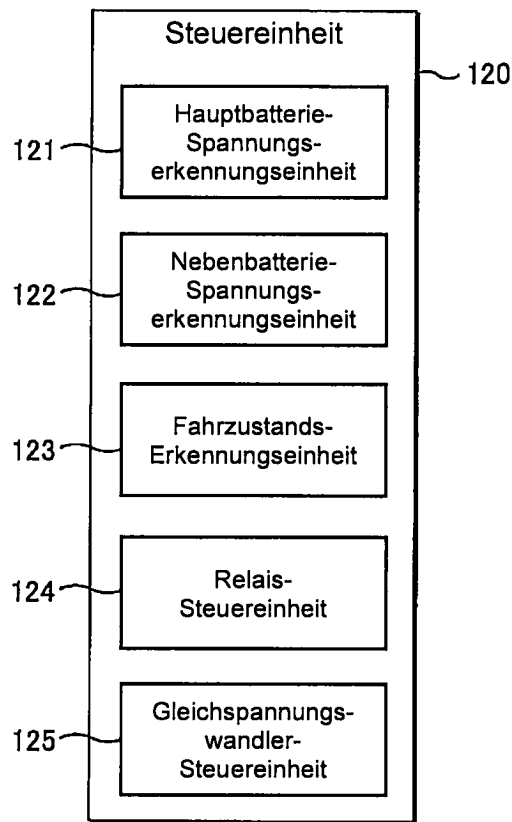 Steuereinheit
120
Hauptbatterie-
Spannungs-
erkennungseinheit
121
Nebenbatterie-
Spannungs-
erkennungseinheit
122
Fahrzustands-
Erkennungseinheit
123
Relais-
Steuereinheit
124
Gleichspannungs-
wandler-
Steuereinheit
125